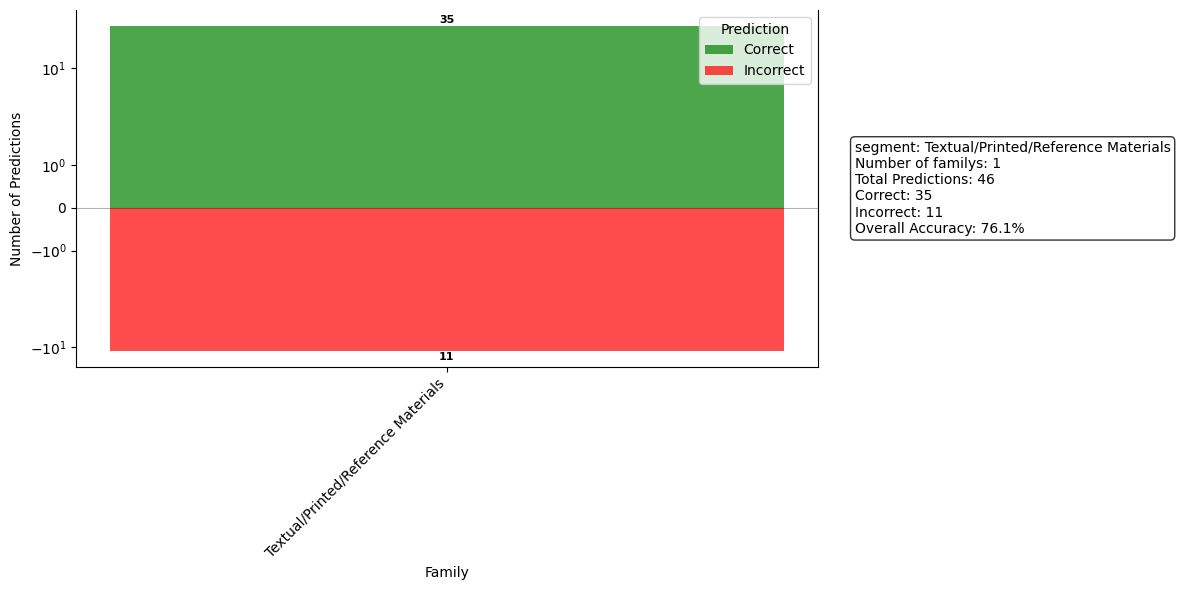 35
Prediction
Correct
Incorrect
10¹
10⁰
0
−10⁰
−10¹
Number of Predictions
11
Textual/Printed/Reference Materials
Family
segment: Textual/Printed/Reference Materials
Number of familys: 1
Total Predictions: 46
Correct: 35
Incorrect: 11
Overall Accuracy: 76.1%